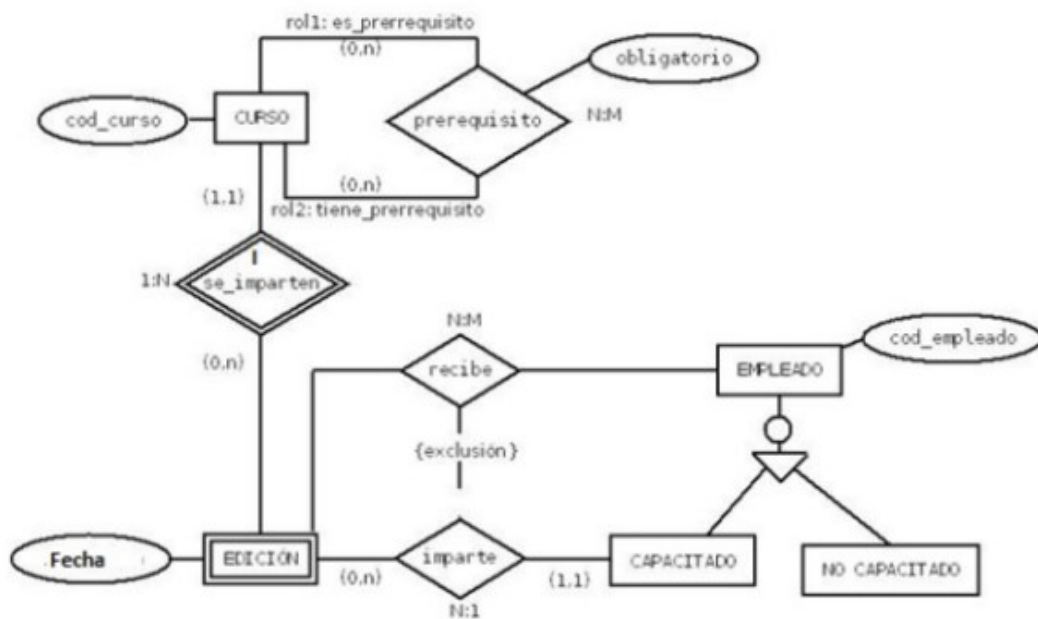 rol1: es_prerrequisito
(0,n)
obligatorio
cod_curso
CURSO
prerequisito
N:M
(0,n)
(1,1)
rol2: tiene_prerrequisito
I
1:N
se_imparten
N:M
cod_empleado
(0,n)
recibe
EMPLEADO
{exclusión}
Fecha
EDICIÓN
imparte
CAPACITADO
NO CAPACITADO
(0,n)
(1,1)
N:1